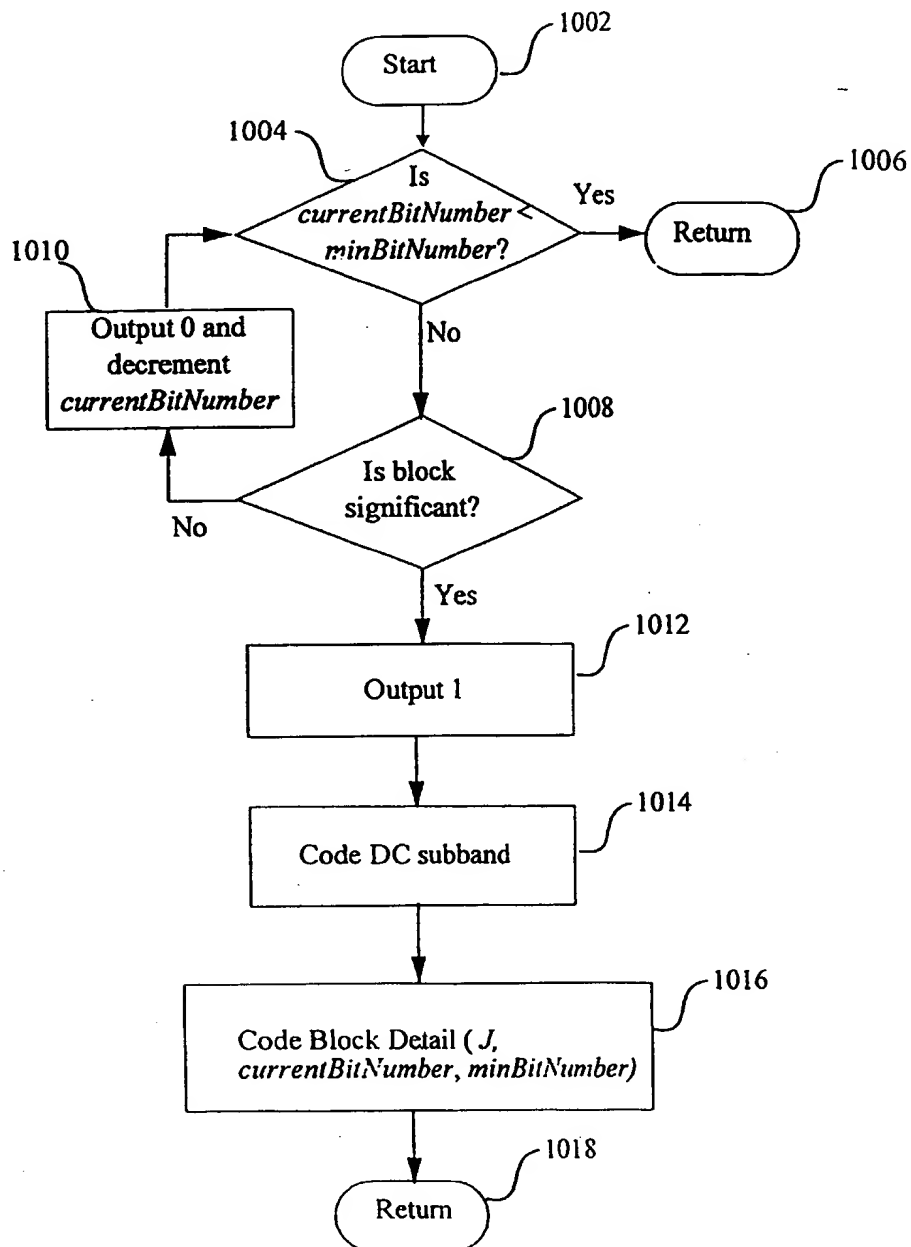 1002
Start
1004
Is
currentBitNumber <
minBitNumber?
Yes
1006
Return
1010
Output 0 and
decrement
currentBitNumber
No
1008
Is block
significant?
No
Yes
1012
Output 1
1014
Code DC subband
1016
Code Block Detail ( J,
currentBitNumber, minBitNumber)
1018
Return